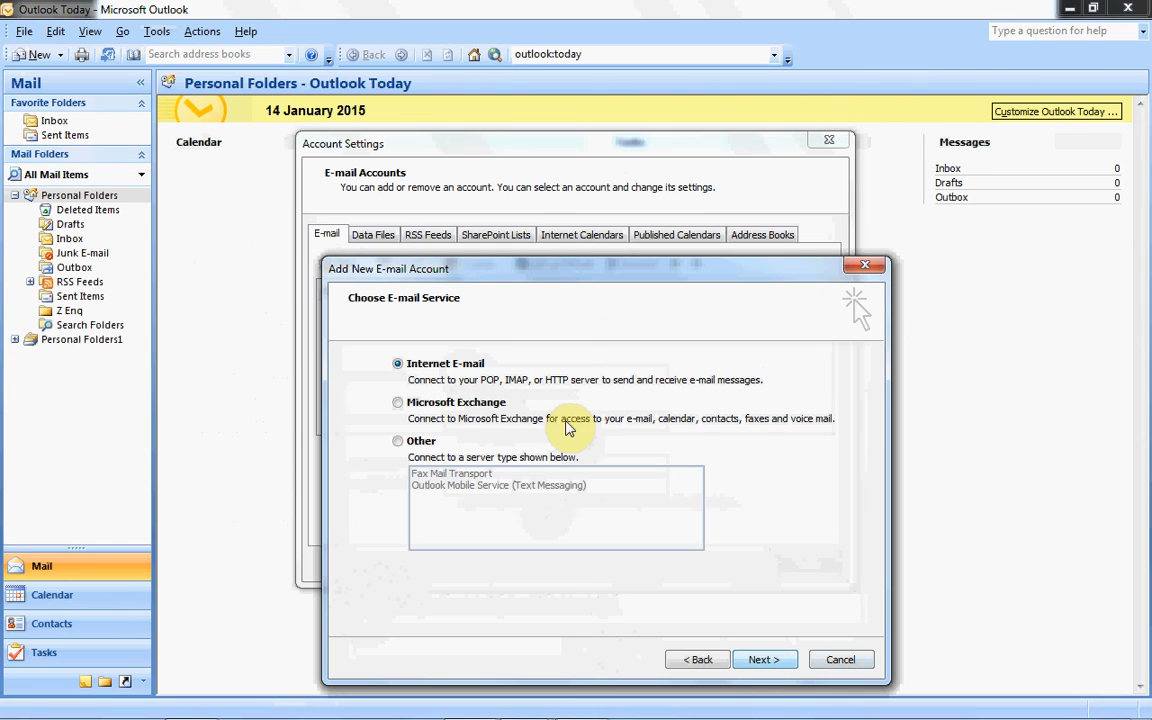 Outlook Today - Microsoft Outlook
File Edit View Go Tools Actions Help
Type a question for help
New Search address books Back outlook:today
Mail «
Personal Folders - Outlook Today
Favorite Folders
Inbox
Sent Items
Mail Folders
All Mail Items
Personal Folders
Deleted Items
Drafts
Inbox
Junk E-mail
Outbox
RSS Feeds
Sent Items
Z Enq
Search Folders
Personal Folders1
Mail
Calendar
Contacts
Tasks
14 January 2015
Customize Outlook Today ...
Calendar
Messages
Inbox 0
Drafts 0
Outbox 0
Account Settings
E-mail Accounts
You can add or remove an account. You can select an account and change its settings.
E-mail Data Files RSS Feeds SharePoint Lists Internet Calendars Published Calendars Address Books
Add New E-mail Account
Choose E-mail Service
Internet E-mail
Connect to your POP, IMAP, or HTTP server to send and receive e-mail messages.
Microsoft Exchange
Connect to Microsoft Exchange for access to your e-mail, calendar, contacts, faxes and voice mail.
Other
Connect to a server type shown below.
Fax Mail Transport
Outlook Mobile Service (Text Messaging)
< Back Next > Cancel